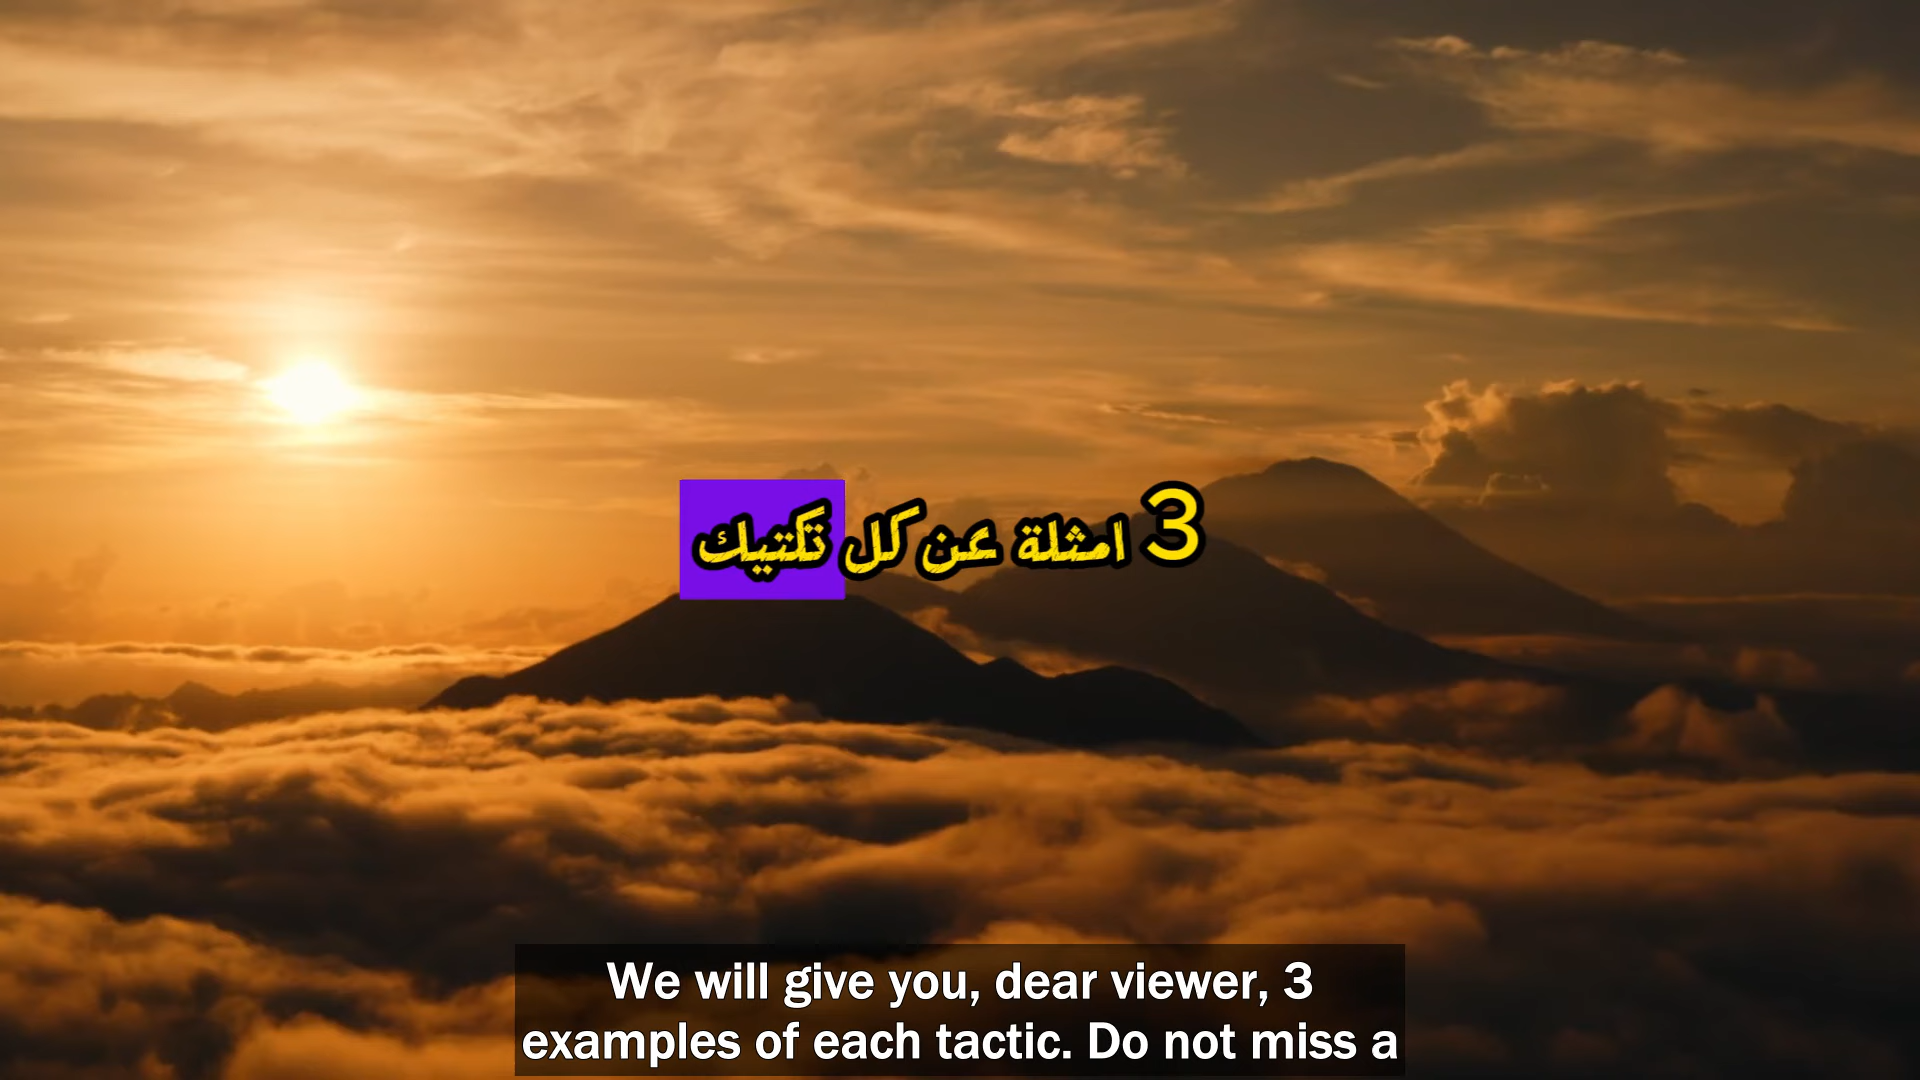 3 امثلة عن كل تكتيك
We will give you, dear viewer, 3
examples of each tactic. Do not miss a